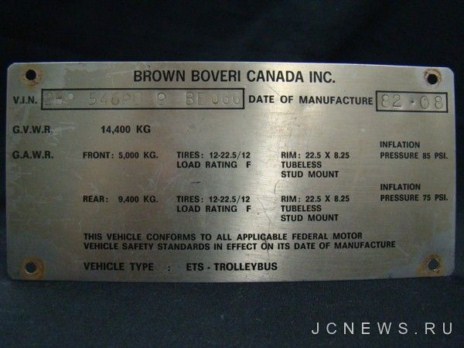 BROWN BOVERI CANADA INC.
V.I.N. DATE OF MANUFACTURE 82-08
G.V.W.R. 14,400 KG
G.A.W.R. FRONT: 5,000 KG. TIRES: 12-22.5/12 RIM: 22.5 X 8.25 INFLATION
LOAD RATING F TUBELESS PRESSURE 85 PSI.
STUD MOUNT
REAR: 9,400 KG. TIRES: 12-22.5/12 RIM: 22.5 X 8.25 INFLATION
LOAD RATING F TUBELESS PRESSURE 75 PSI.
STUD MOUNT
THIS VEHICLE CONFORMS TO ALL APPLICABLE FEDERAL MOTOR
VEHICLE SAFETY STANDARDS IN EFFECT ON ITS DATE OF MANUFACTURE
VEHICLE TYPE : ETS - TROLLEYBUS
JCNEWS.RU